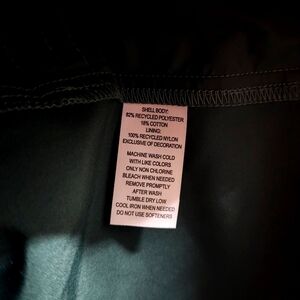 SHELL BODY:
82% RECYCLED POLYESTER
18% COTTON
LINING:
100% RECYCLED NYLON
EXCLUSIVE OF DECORATION
MACHINE WASH COLD
WITH LIKE COLORS
ONLY NON CHLORINE
BLEACH WHEN NEEDED
REMOVE PROMPTLY
AFTER WASH
TUMBLE DRY LOW
COOL IRON WHEN NEEDED
DO NOT USE SOFTENERS